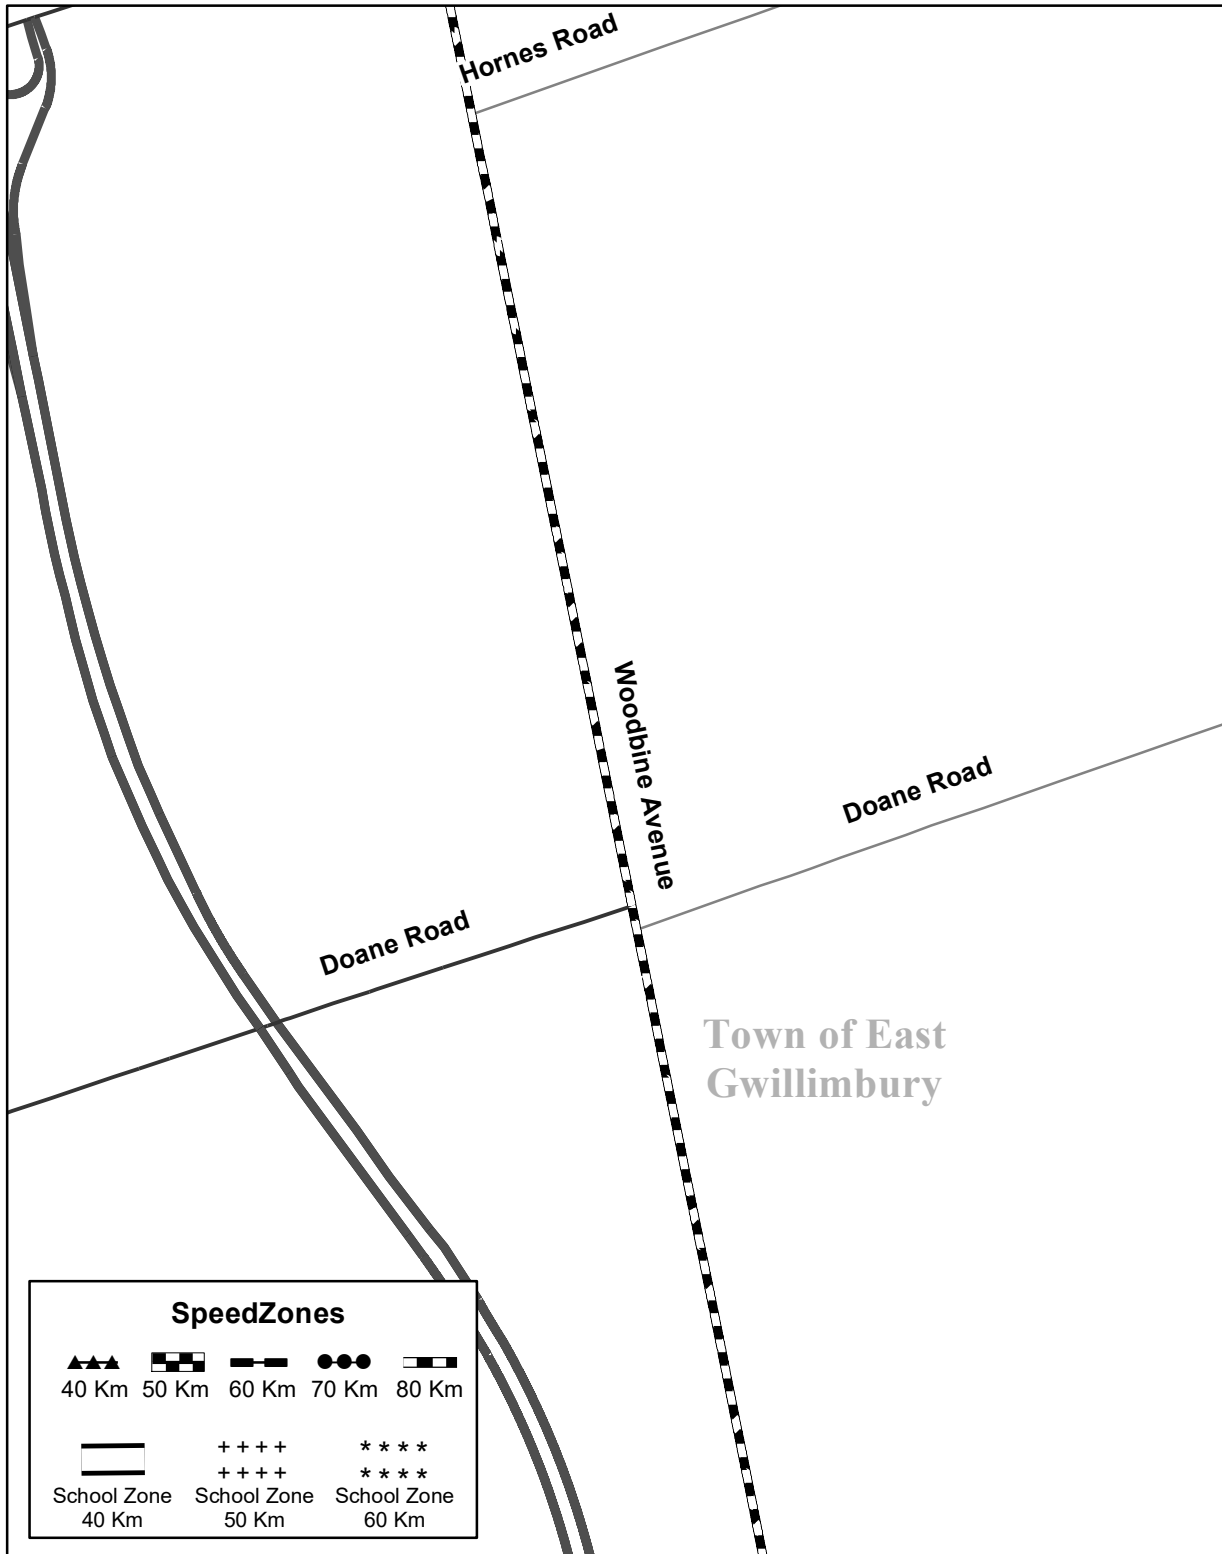 Hornes Road
Woodbine Avenue
Doane Road
Doane Road
Town of East
Gwillimbury
SpeedZones
40 Km 50 Km 60 Km 70 Km 80 Km
School Zone School Zone School Zone
40 Km 50 Km 60 Km